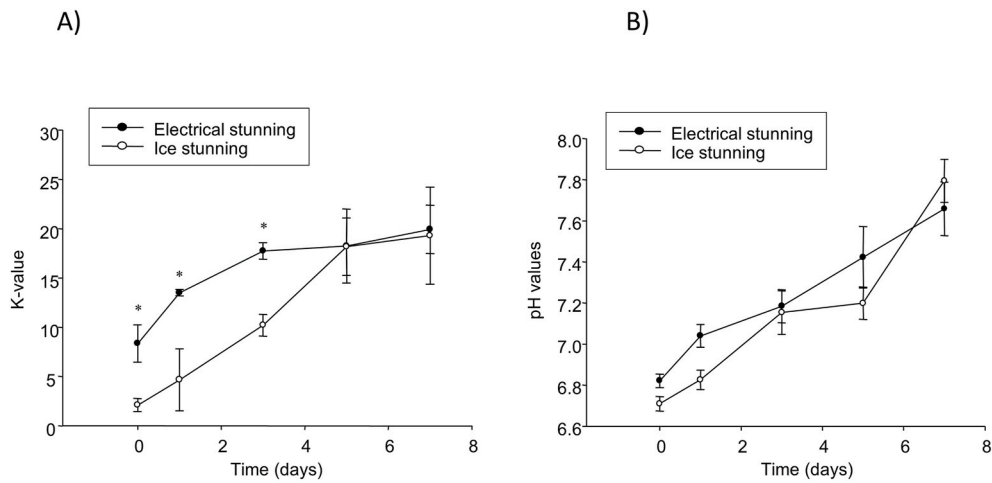 A)
B)
Electrical stunning
Ice stunning
30
25
20
15
10
5
0
K-value
*
*
*
0 2 4 6 8
Time (days)
Electrical stunning
Ice stunning
8.0
7.8
7.6
7.4
7.2
7.0
6.8
6.6
pH values
0 2 4 6 8
Time (days)